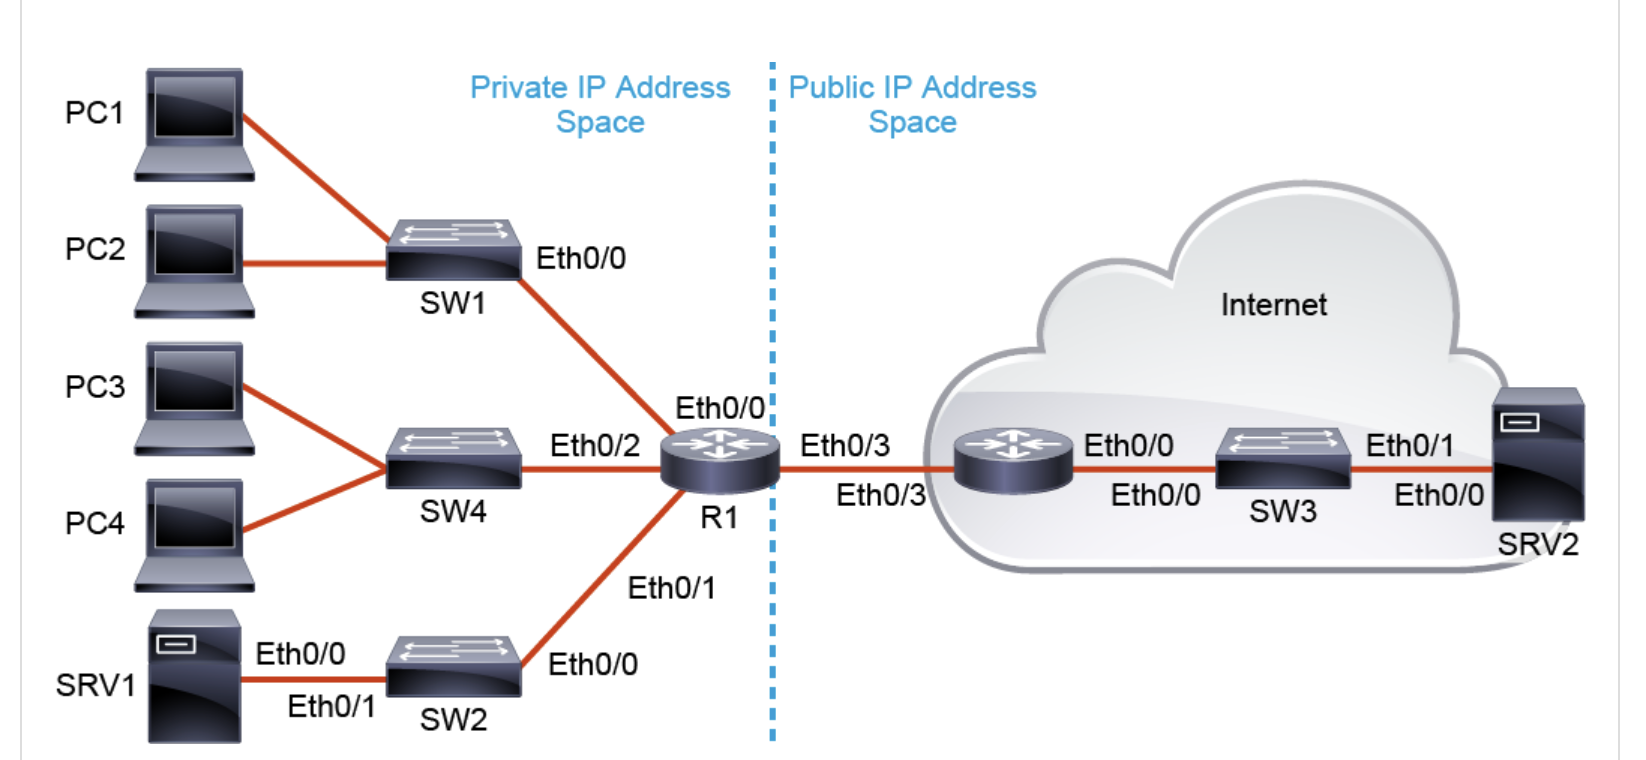 Private IP Address
Space
Public IP Address
Space
PC1
PC2
Eth0/0
SW1
Internet
PC3
Eth0/0
Eth0/2
Eth0/3
Eth0/0
Eth0/1
Eth0/3
Eth0/0
Eth0/0
SW4
R1
SW3
PC4
SRV2
Eth0/1
Eth0/0
Eth0/0
SRV1
Eth0/1
SW2